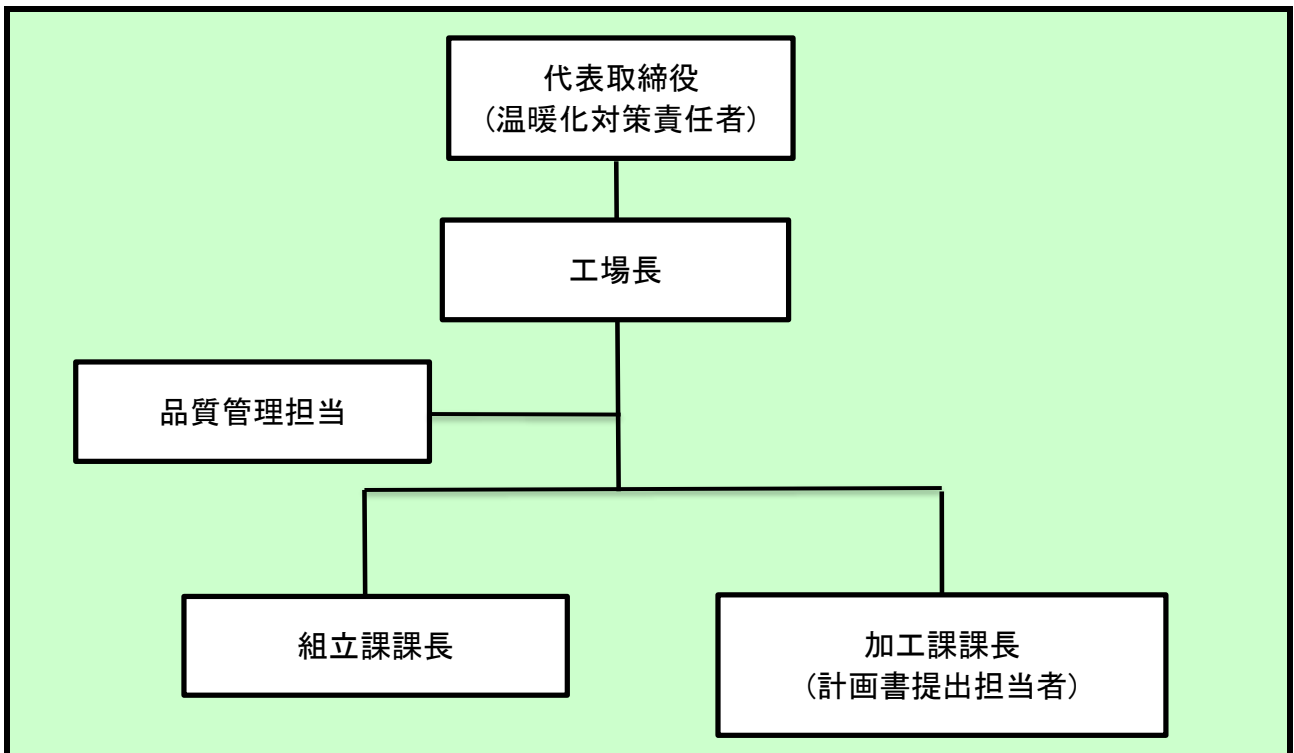 代表取締役
(温暖化対策責任者)
工場長
品質管理担当
組立課課長
加工課課長
(計画書提出担当者)